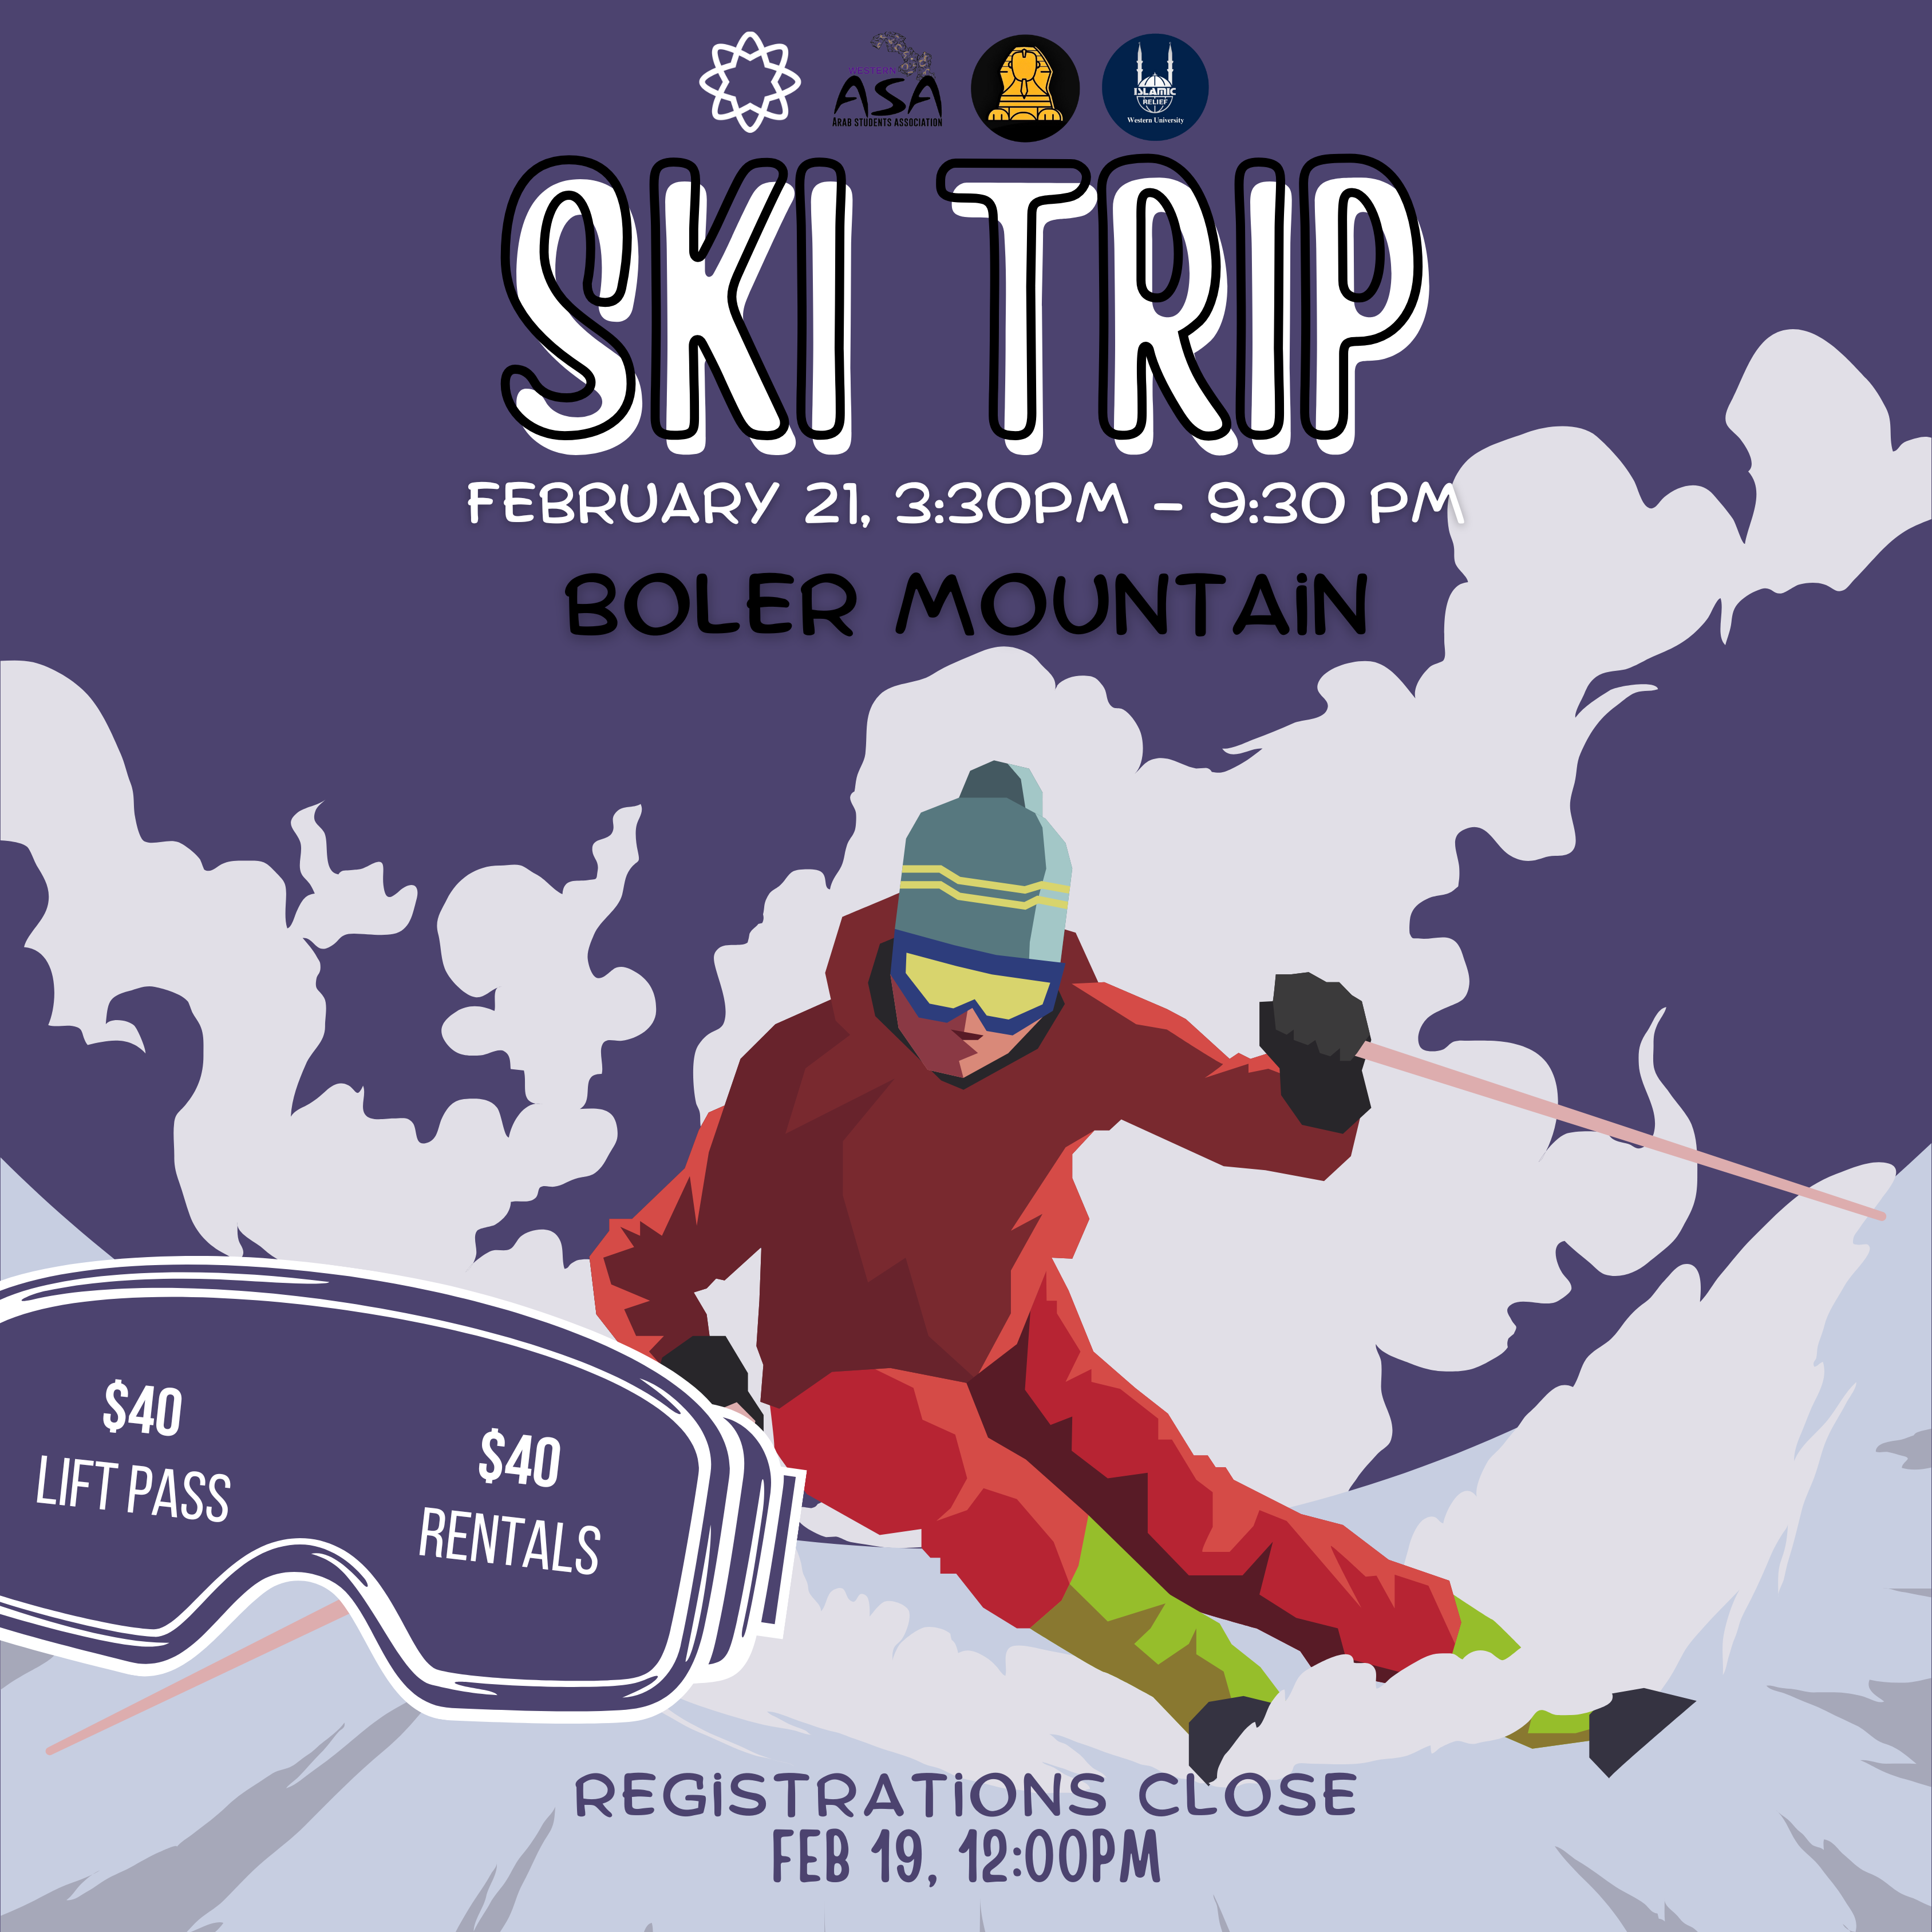 WESTERN
ASA
ARAB STUDENTS ASSOCIATION
ISLAMIC
RELIEF
Western University
SKI TRIP
FEBRUARY 21, 3:30PM - 9:30 PM
BOLER MOUNTAIN
$40
LIFT PASS
$40
RENTALS
REGISTRATIONS CLOSE
FEB 19, 12:00PM